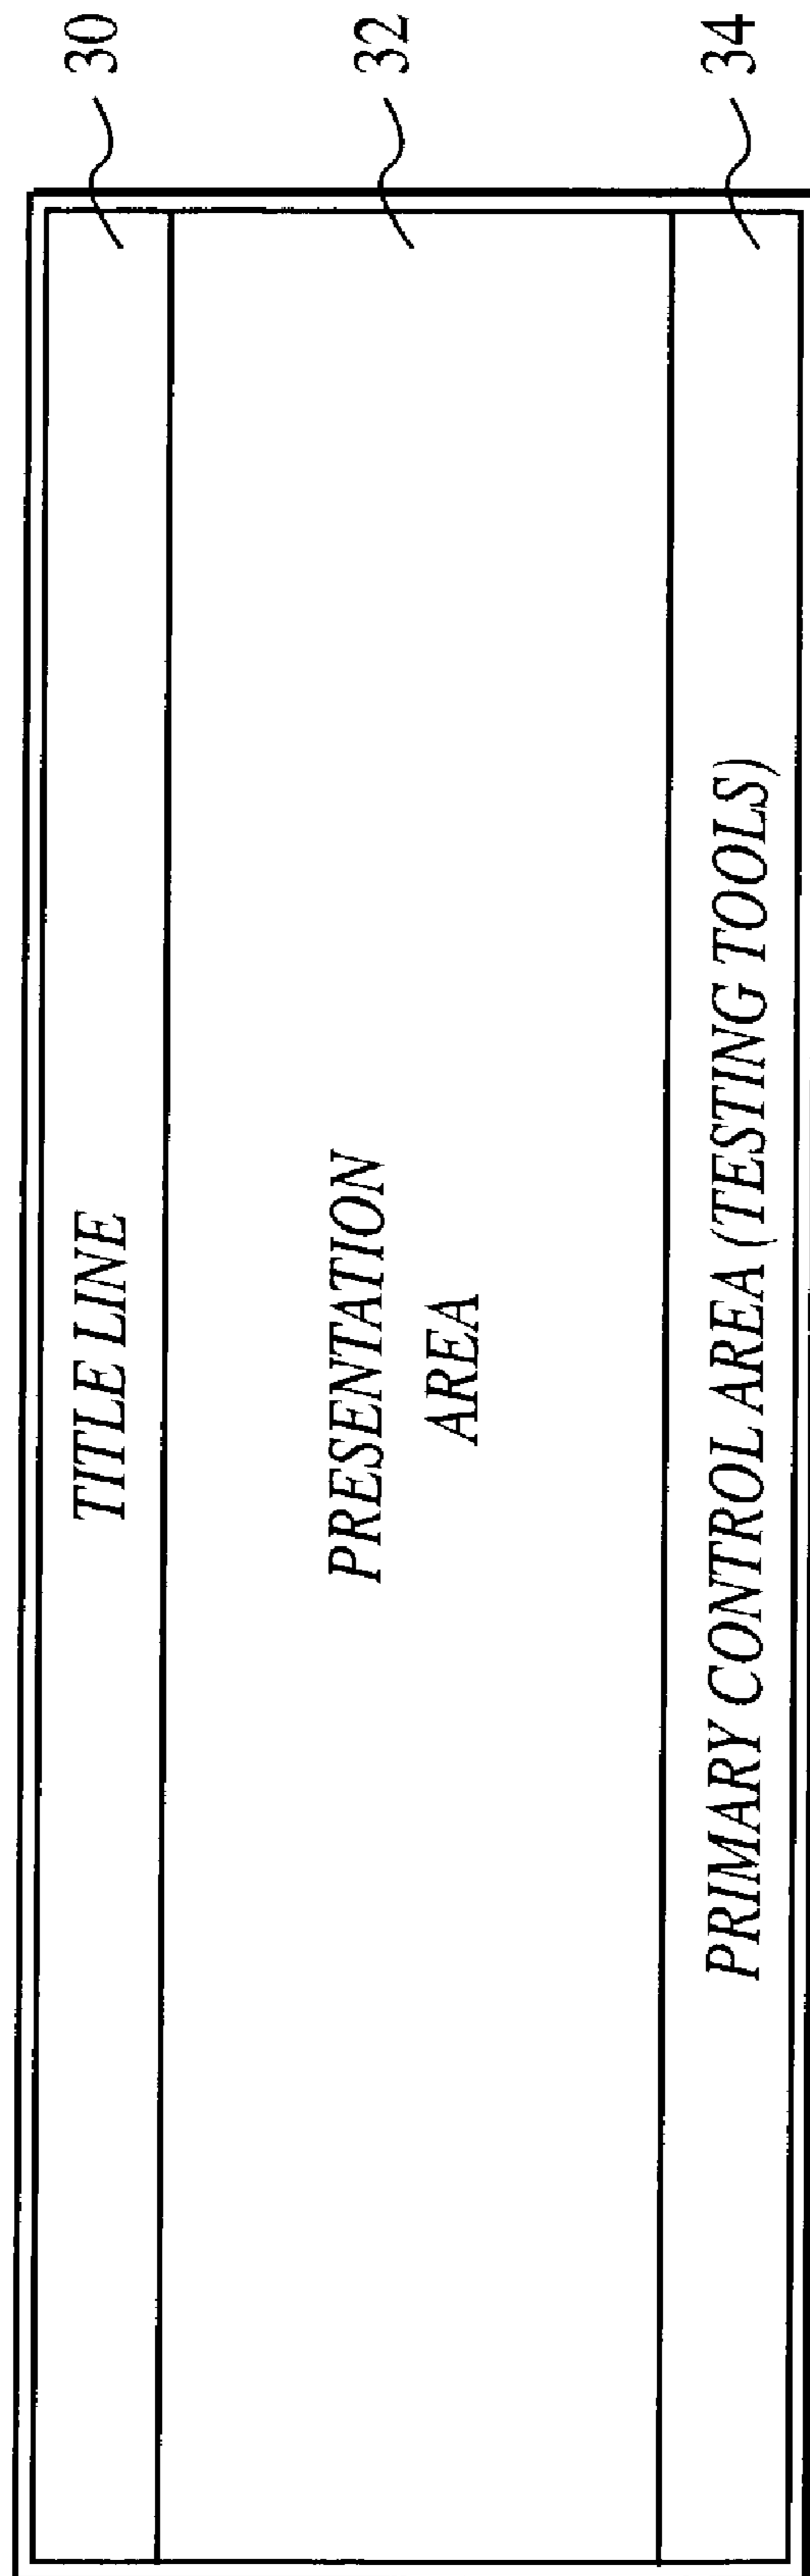 TITLE LINE
30
PRESENTATION
AREA
32
PRIMARY CONTROL AREA (TESTING TOOLS)
34